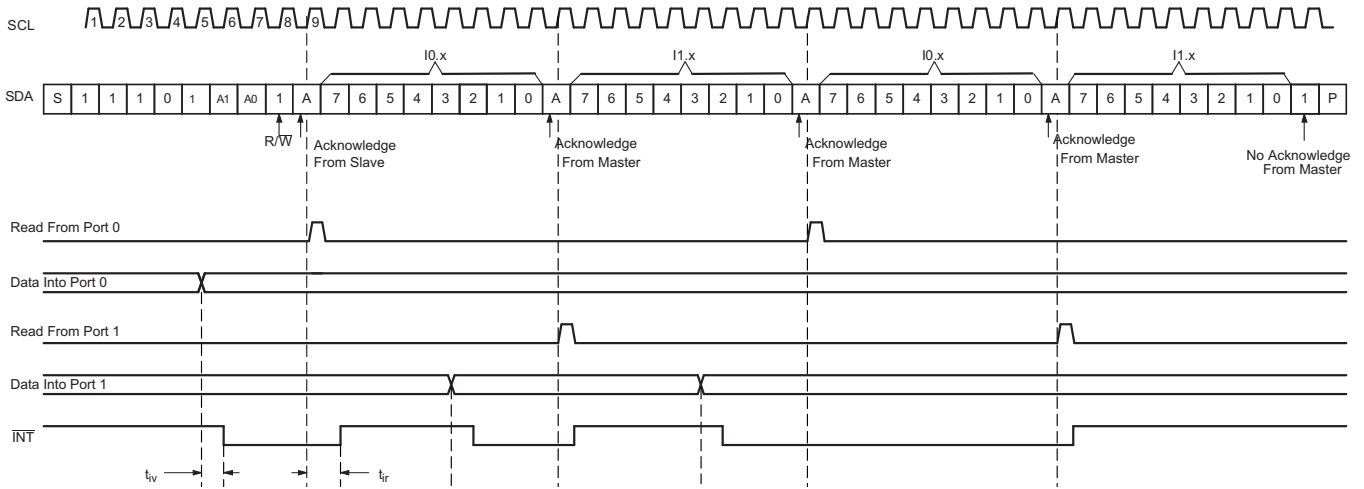 SCL 1 2 3 4 5 6 7 8 9
I0.x I1.x I0.x I1.x
SDA S 1 1 1 0 1 A1 A0 1 A 7 6 5 4 3 2 1 0 A 7 6 5 4 3 2 1 0 A 7 6 5 4 3 2 1 0 A 7 6 5 4 3 2 1 0 1 P
R/W̅
Acknowledge
From Slave
Acknowledge
From Master
Acknowledge
From Master
Acknowledge
From Master
No Acknowledge
From Master
Read From Port 0
Data Into Port 0
Read From Port 1
Data Into Port 1
I̅N̅T̅
tiv tir